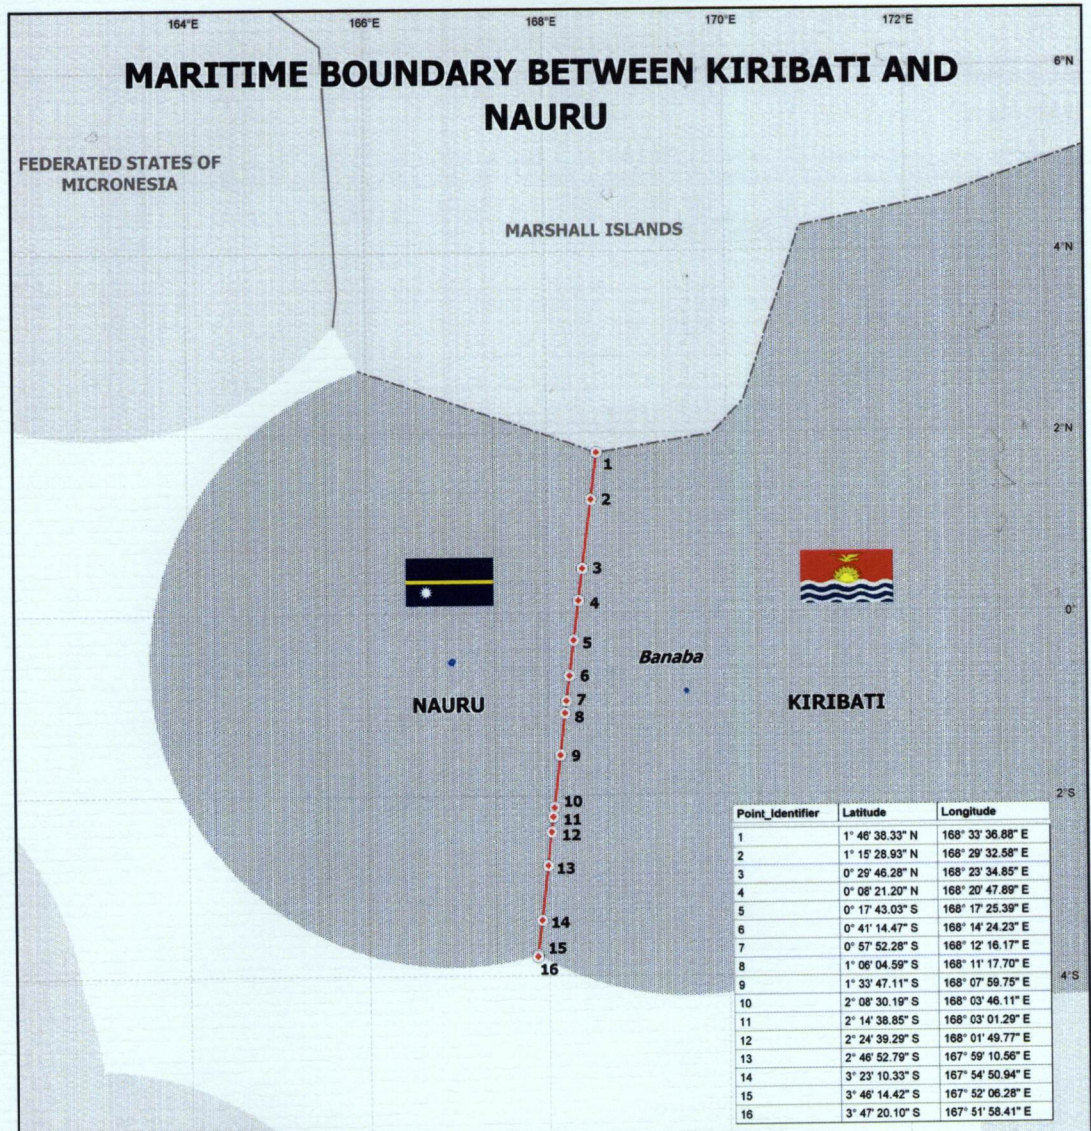 164°E
166°E
168°E
170°E
172°E
MARITIME BOUNDARY BETWEEN KIRIBATI AND
NAURU
6°N
FEDERATED STATES OF
MICRONESIA
MARSHALL ISLANDS
4°N
2°N
1
2
3
4
0°
5
Banaba
6
NAURU
7
KIRIBATI
8
9
2°S
10
11
12
13
14
15
16
4°S
Point_Identifier Latitude Longitude
1 1° 46' 38.33" N 168° 33' 36.88" E
2 1° 15' 28.93" N 168° 29' 32.58" E
3 0° 29' 46.28" N 168° 23' 34.85" E
4 0° 08' 21.20" N 168° 20' 47.89" E
5 0° 17' 43.03" S 168° 17' 25.39" E
6 0° 41' 14.47" S 168° 14' 24.23" E
7 0° 57' 52.28" S 168° 12' 16.17" E
8 1° 06' 04.59" S 168° 11' 17.70" E
9 1° 33' 47.11" S 168° 07' 59.75" E
10 2° 08' 30.19" S 168° 03' 46.11" E
11 2° 14' 38.85" S 168° 03' 01.29" E
12 2° 24' 39.29" S 168° 01' 49.77" E
13 2° 46' 52.79" S 167° 59' 10.56" E
14 3° 23' 10.33" S 167° 54' 50.94" E
15 3° 46' 14.42" S 167° 52' 06.28" E
16 3° 47' 20.10" S 167° 51' 58.41" E